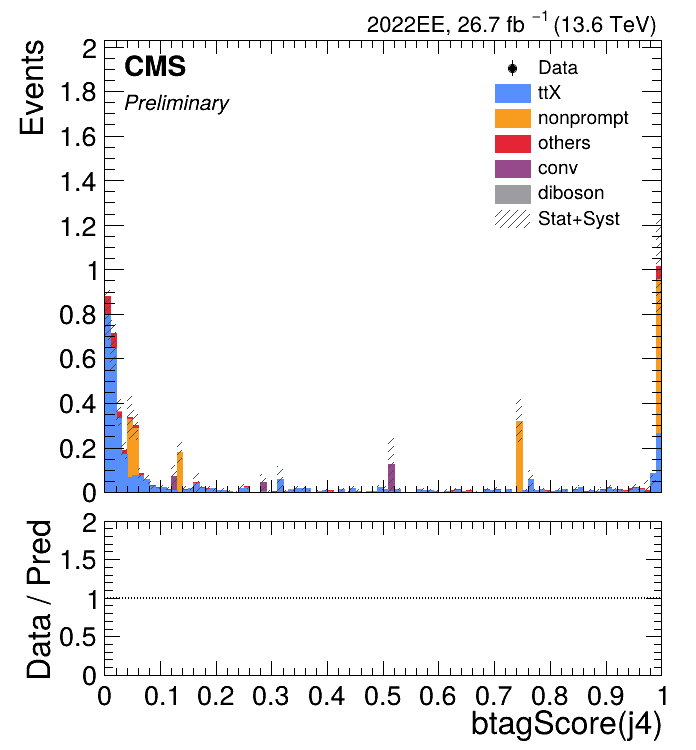 2022EE, 26.7 fb⁻¹ (13.6 TeV)
CMS
Preliminary
Events
2
1.8
1.6
1.4
1.2
1
0.8
0.6
0.4
0.2
0
Data
ttX
nonprompt
others
conv
diboson
Stat+Syst
Data / Pred
2
1.5
1
0.5
0
0 0.1 0.2 0.3 0.4 0.5 0.6 0.7 0.8 0.9 1
btagScore(j4)